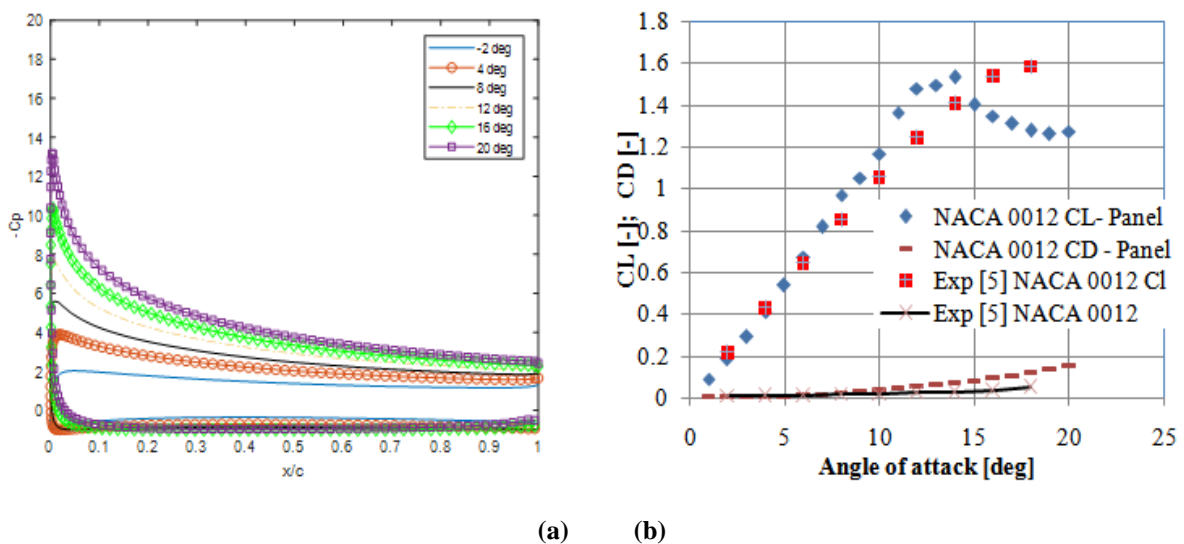 20
18
16
14
12
10
8
6
4
2
0
-Cp
0 0.1 0.2 0.3 0.4 0.5 0.6 0.7 0.8 0.9 1
x/c
-2 deg
4 deg
8 deg
12 deg
16 deg
20 deg
(a)
1.8
1.6
1.4
1.2
1
0.8
0.6
0.4
0.2
0
CL [-]; CD [-]
0 5 10 15 20 25
Angle of attack [deg]
NACA 0012 CL- Panel
NACA 0012 CD - Panel
Exp [5] NACA 0012 Cl
Exp [5] NACA 0012
(b)
(a) (b)